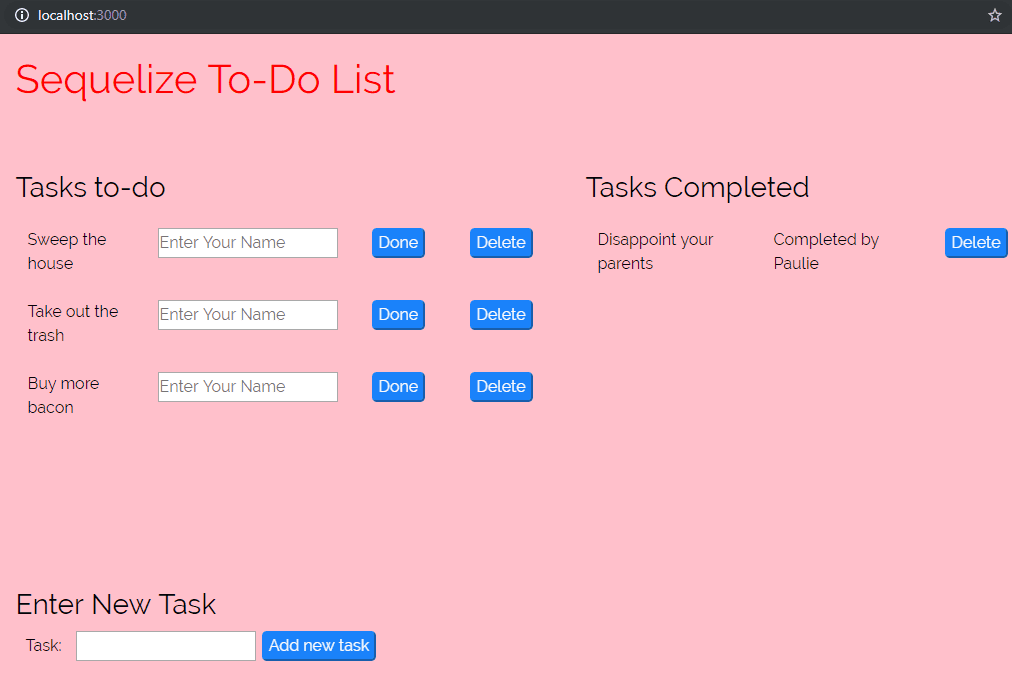 localhost:3000
Sequelize To-Do List
Tasks to-do
Sweep the
house
Enter Your Name
Done
Delete
Take out the
trash
Enter Your Name
Done
Delete
Buy more
bacon
Enter Your Name
Done
Delete
Tasks Completed
Disappoint your
parents
Completed by
Paulie
Delete
Enter New Task
Task:
Add new task